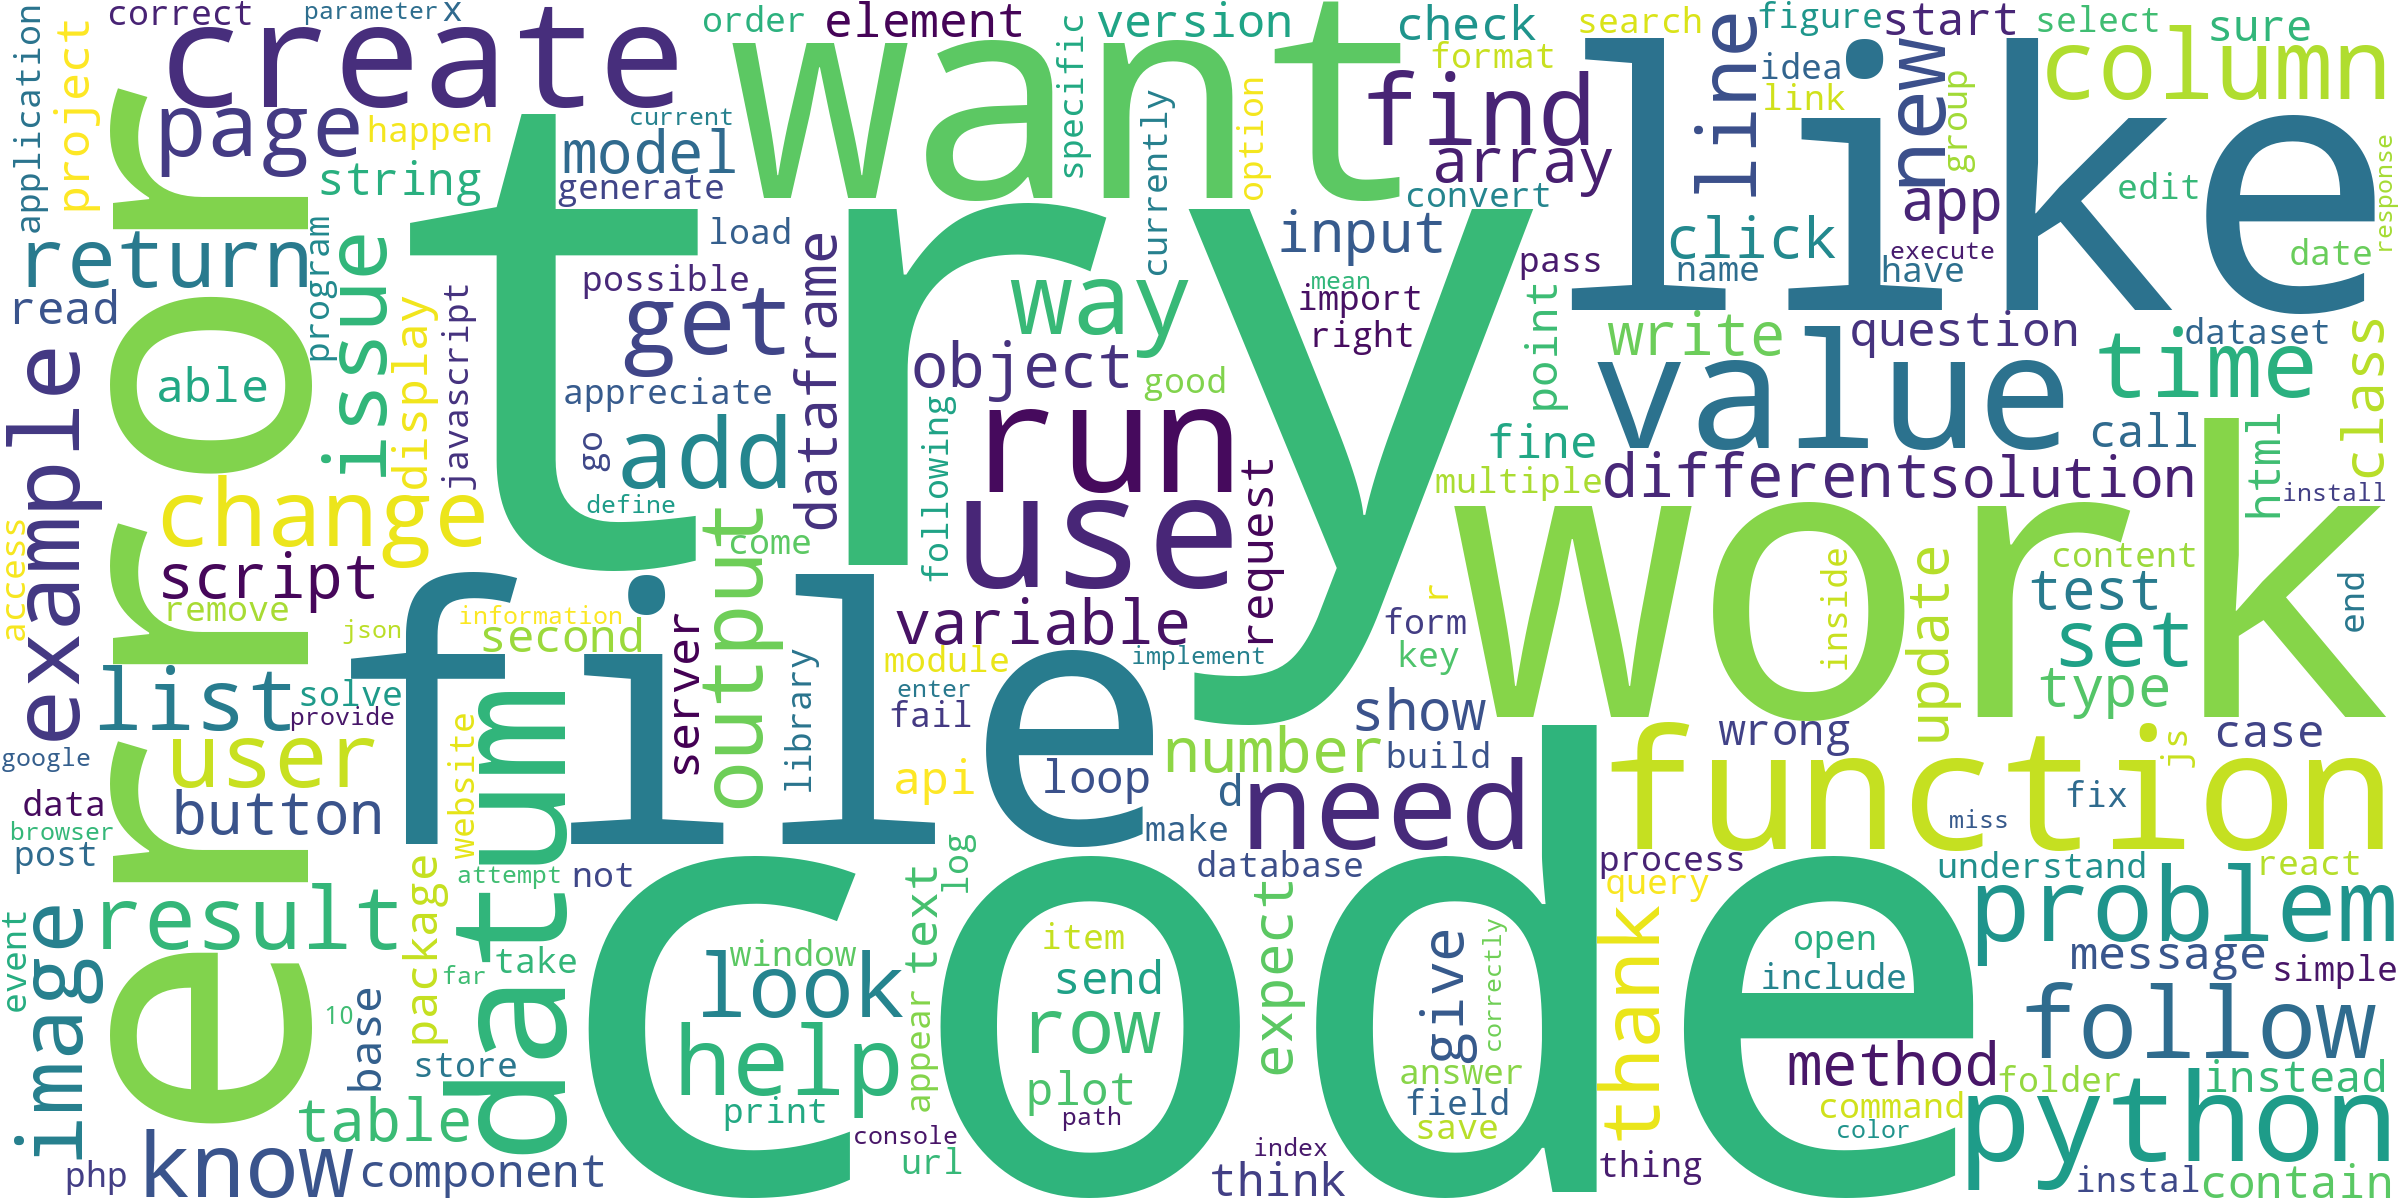 correct
parameter
x
order
element
version
check
search
figure
start
select
sure
application
project
create
want
specific
format
idea
link
line
new
column
page
happen
current
model
generate
string
currently
option
find
array
convert
like
group
app
edit
response
error
try
return
issue
program
read
load
possible
get
way
input
mean
import
right
pass
click
name
have
execute
date
able
display
javascript
appreciate
dataframe
object
good
point
write
value
question
dataset
time
class
example
change
go
add
define
following
run
use
request
fine
multiple
different
solution
call
html
install
access
script
remove
json
information
second
come
output
file
variable
form
key
r
work
inside
update
content
test
set
type
end
list
solve
provide
google
user
button
data
browser
post
website
server
library
module
enter
fail
implement
api
loop
number
show
build
d
need
make
wrong
function
js
case
fix
miss
datum
not
attempt
log
database
code
process
query
understand
react
problem
event
image
result
package
far
take
10
base
store
table
window
look
help
print
appear
text
item
send
row
plot
path
expect
give
correctly
answer
field
save
thank
open
include
message
simple
follow
method
folder
instead
command
color
python
php
know
component
console
url
index
think
thing
instal
contain